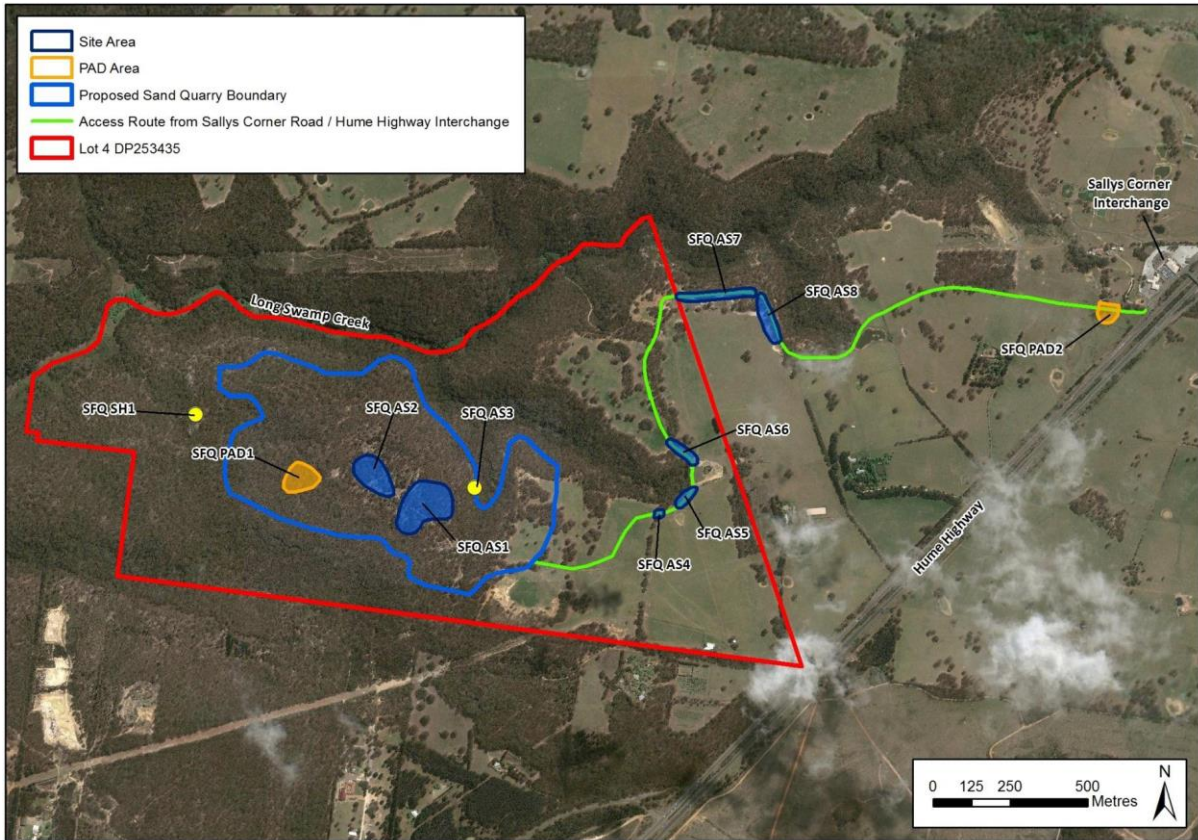 Site Area
PAD Area
Proposed Sand Quarry Boundary
Access Route from Sallys Corner Road / Hume Highway Interchange
Lot 4 DP253435
Sallys Corner
Interchange
SFQ AS7
SFQ AS8
Long Swamp Creek
SFQ PAD2
SFQ SH1
SFQ AS2
SFQ AS3
SFQ AS6
SFQ PAD1
SFQ AS1
SFQ AS4
SFQ AS5
Hume Highway
N
0 125 250 500
Metres